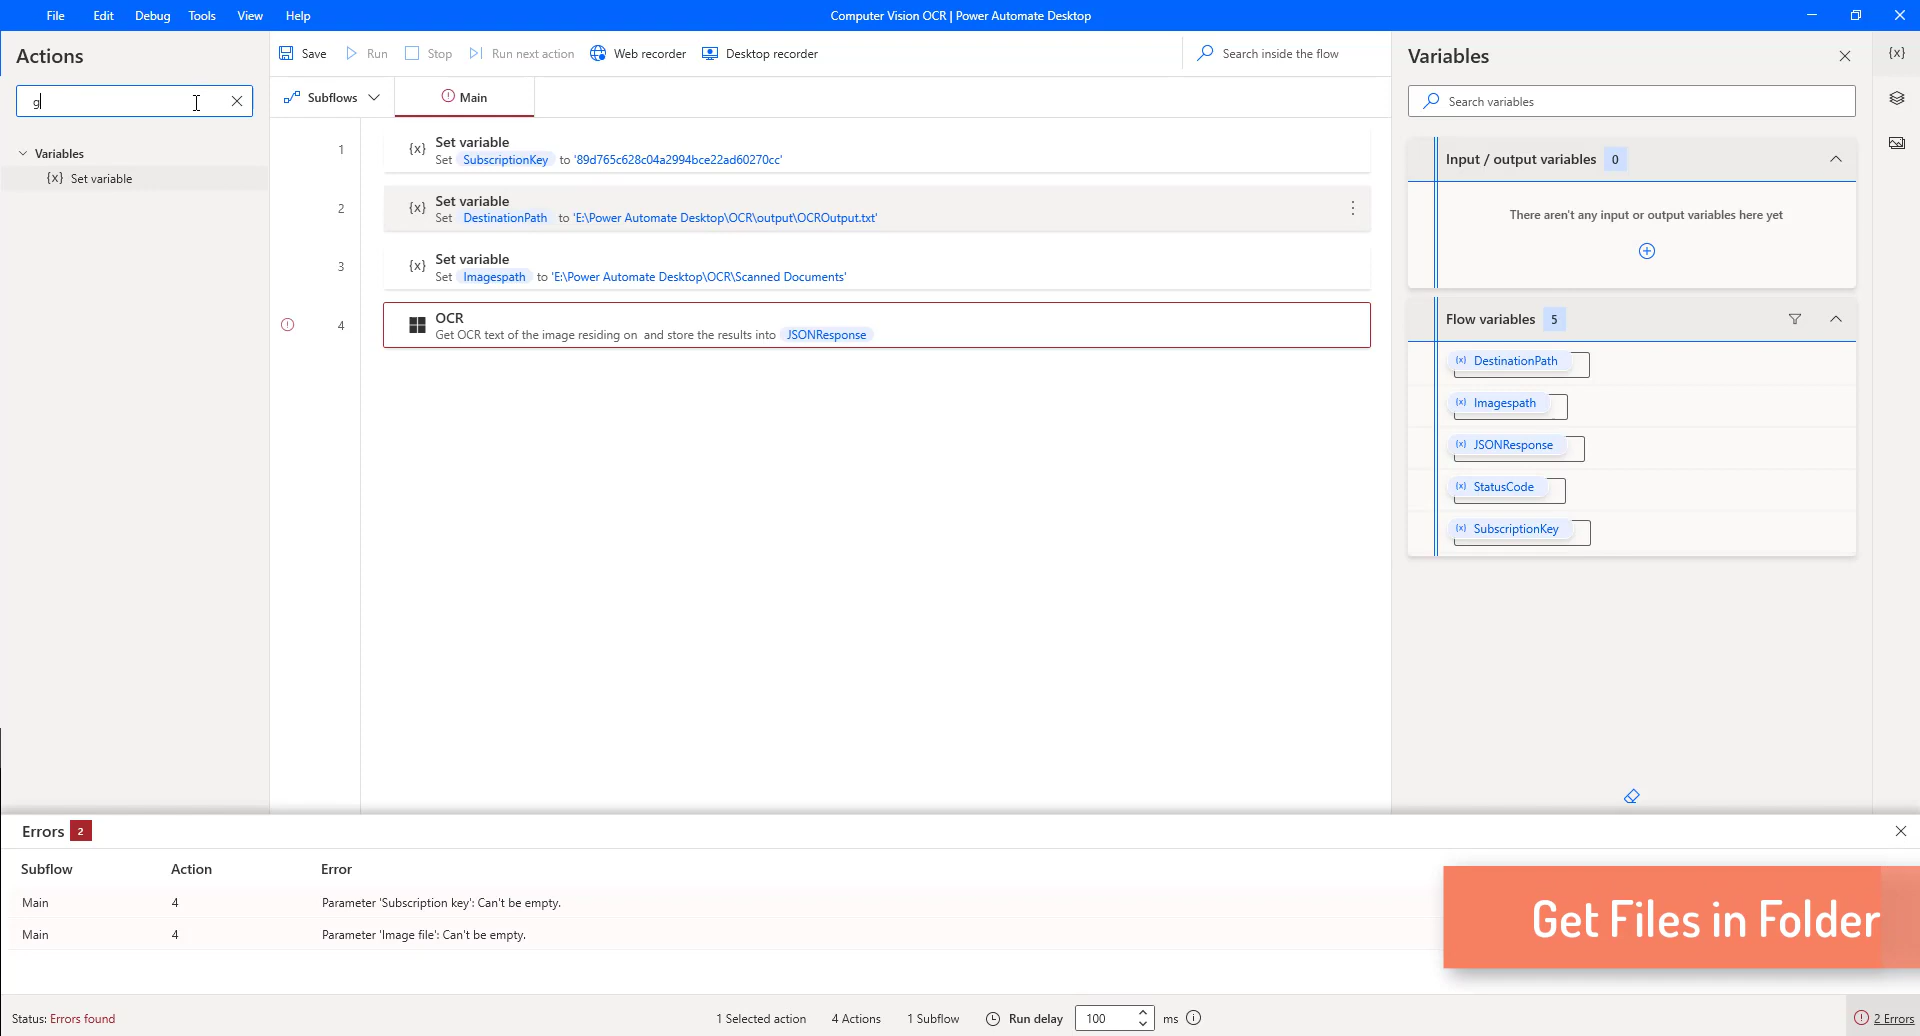 File Edit Debug Tools View Help
Computer Vision OCR | Power Automate Desktop
Actions
g
Variables
{x} Set variable
Save Run Stop Run next action Web recorder Desktop recorder
Search inside the flow
Subflows Main
1
{x} Set variable
Set SubscriptionKey to '89d765c628c04a2994bce22ad60270cc'
2
{x} Set variable
Set DestinationPath to 'E:\Power Automate Desktop\OCR\output\OCROutput.txt'
3
{x} Set variable
Set Imagespath to 'E:\Power Automate Desktop\OCR\Scanned Documents'
4
OCR
Get OCR text of the image residing on and store the results into JSONResponse
Variables
{x}
Search variables
Input / output variables 0
There aren't any input or output variables here yet
Flow variables 5
(x) DestinationPath
(x) Imagespath
(x) JSONResponse
(x) StatusCode
(x) SubscriptionKey
Errors 2
Subflow Action Error
Main 4 Parameter 'Subscription key': Can't be empty.
Main 4 Parameter 'Image file': Can't be empty.
Get Files in Folder
Status: Errors found
1 Selected action 4 Actions 1 Subflow Run delay 100 ms
2 Errors